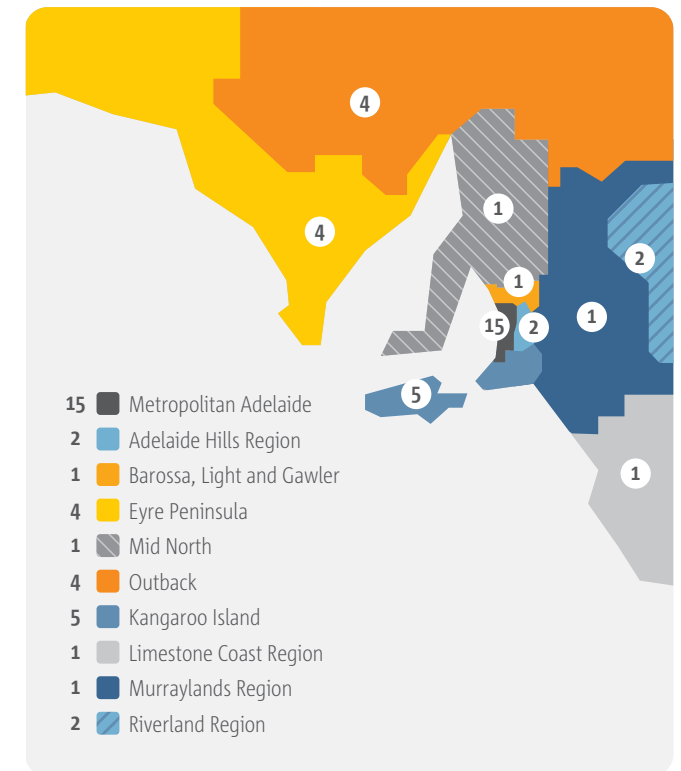 4
1
4
2
1
1
15
2
5
1
15 Metropolitan Adelaide
2 Adelaide Hills Region
1 Barossa, Light and Gawler
4 Eyre Peninsula
1 Mid North
4 Outback
5 Kangaroo Island
1 Limestone Coast Region
1 Murraylands Region
2 Riverland Region